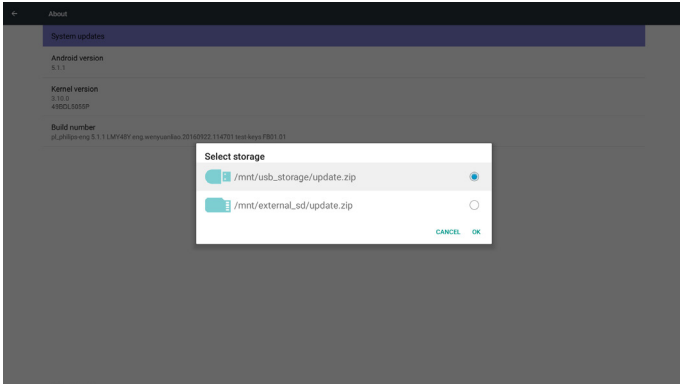 About
System updates
Android version
5.1.1
Kernel version
3.10.0
Build number
Select storage
/mnt/usb_storage/update.zip
/mnt/external_sd/update.zip
CANCEL OK